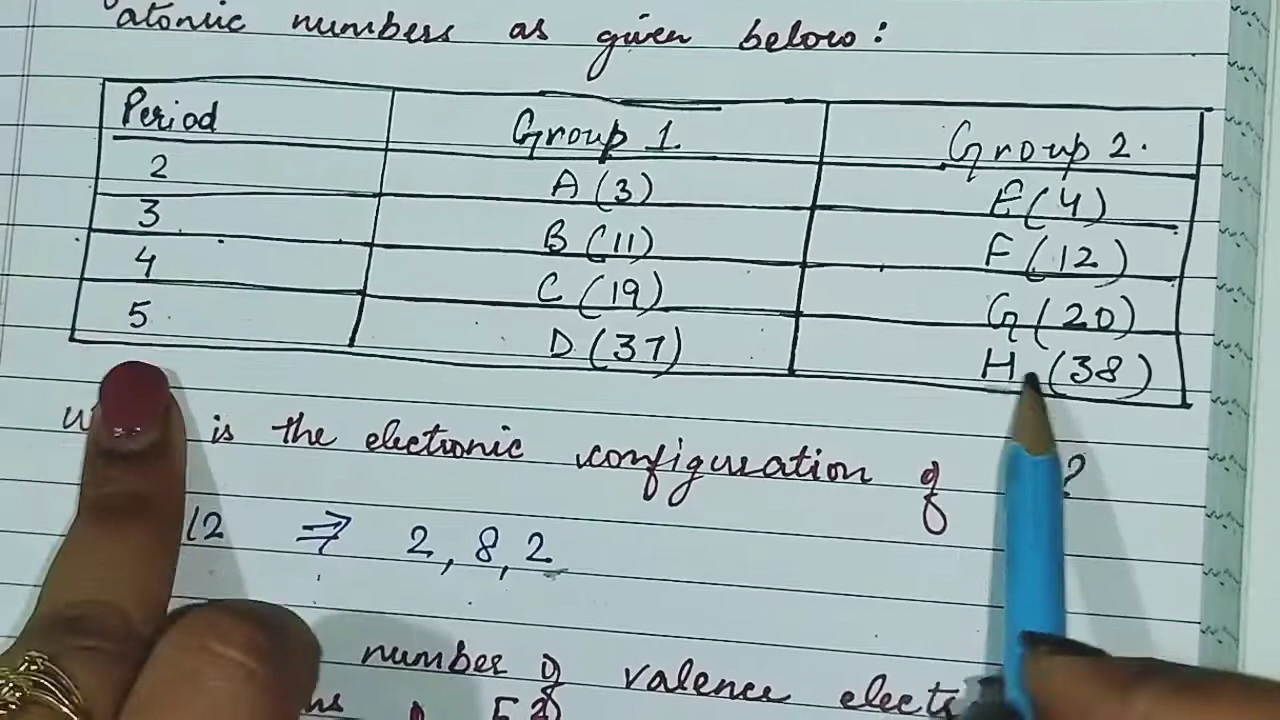 atomic numbers as given below:
Period Group 1 Group 2.
2 A (3) E (4)
3 B (11) F (12)
4 C (19) G (20)
5 D (37) H (38)
is the electronic configuration of ?
12 ⇒ 2, 8, 2
number of valence